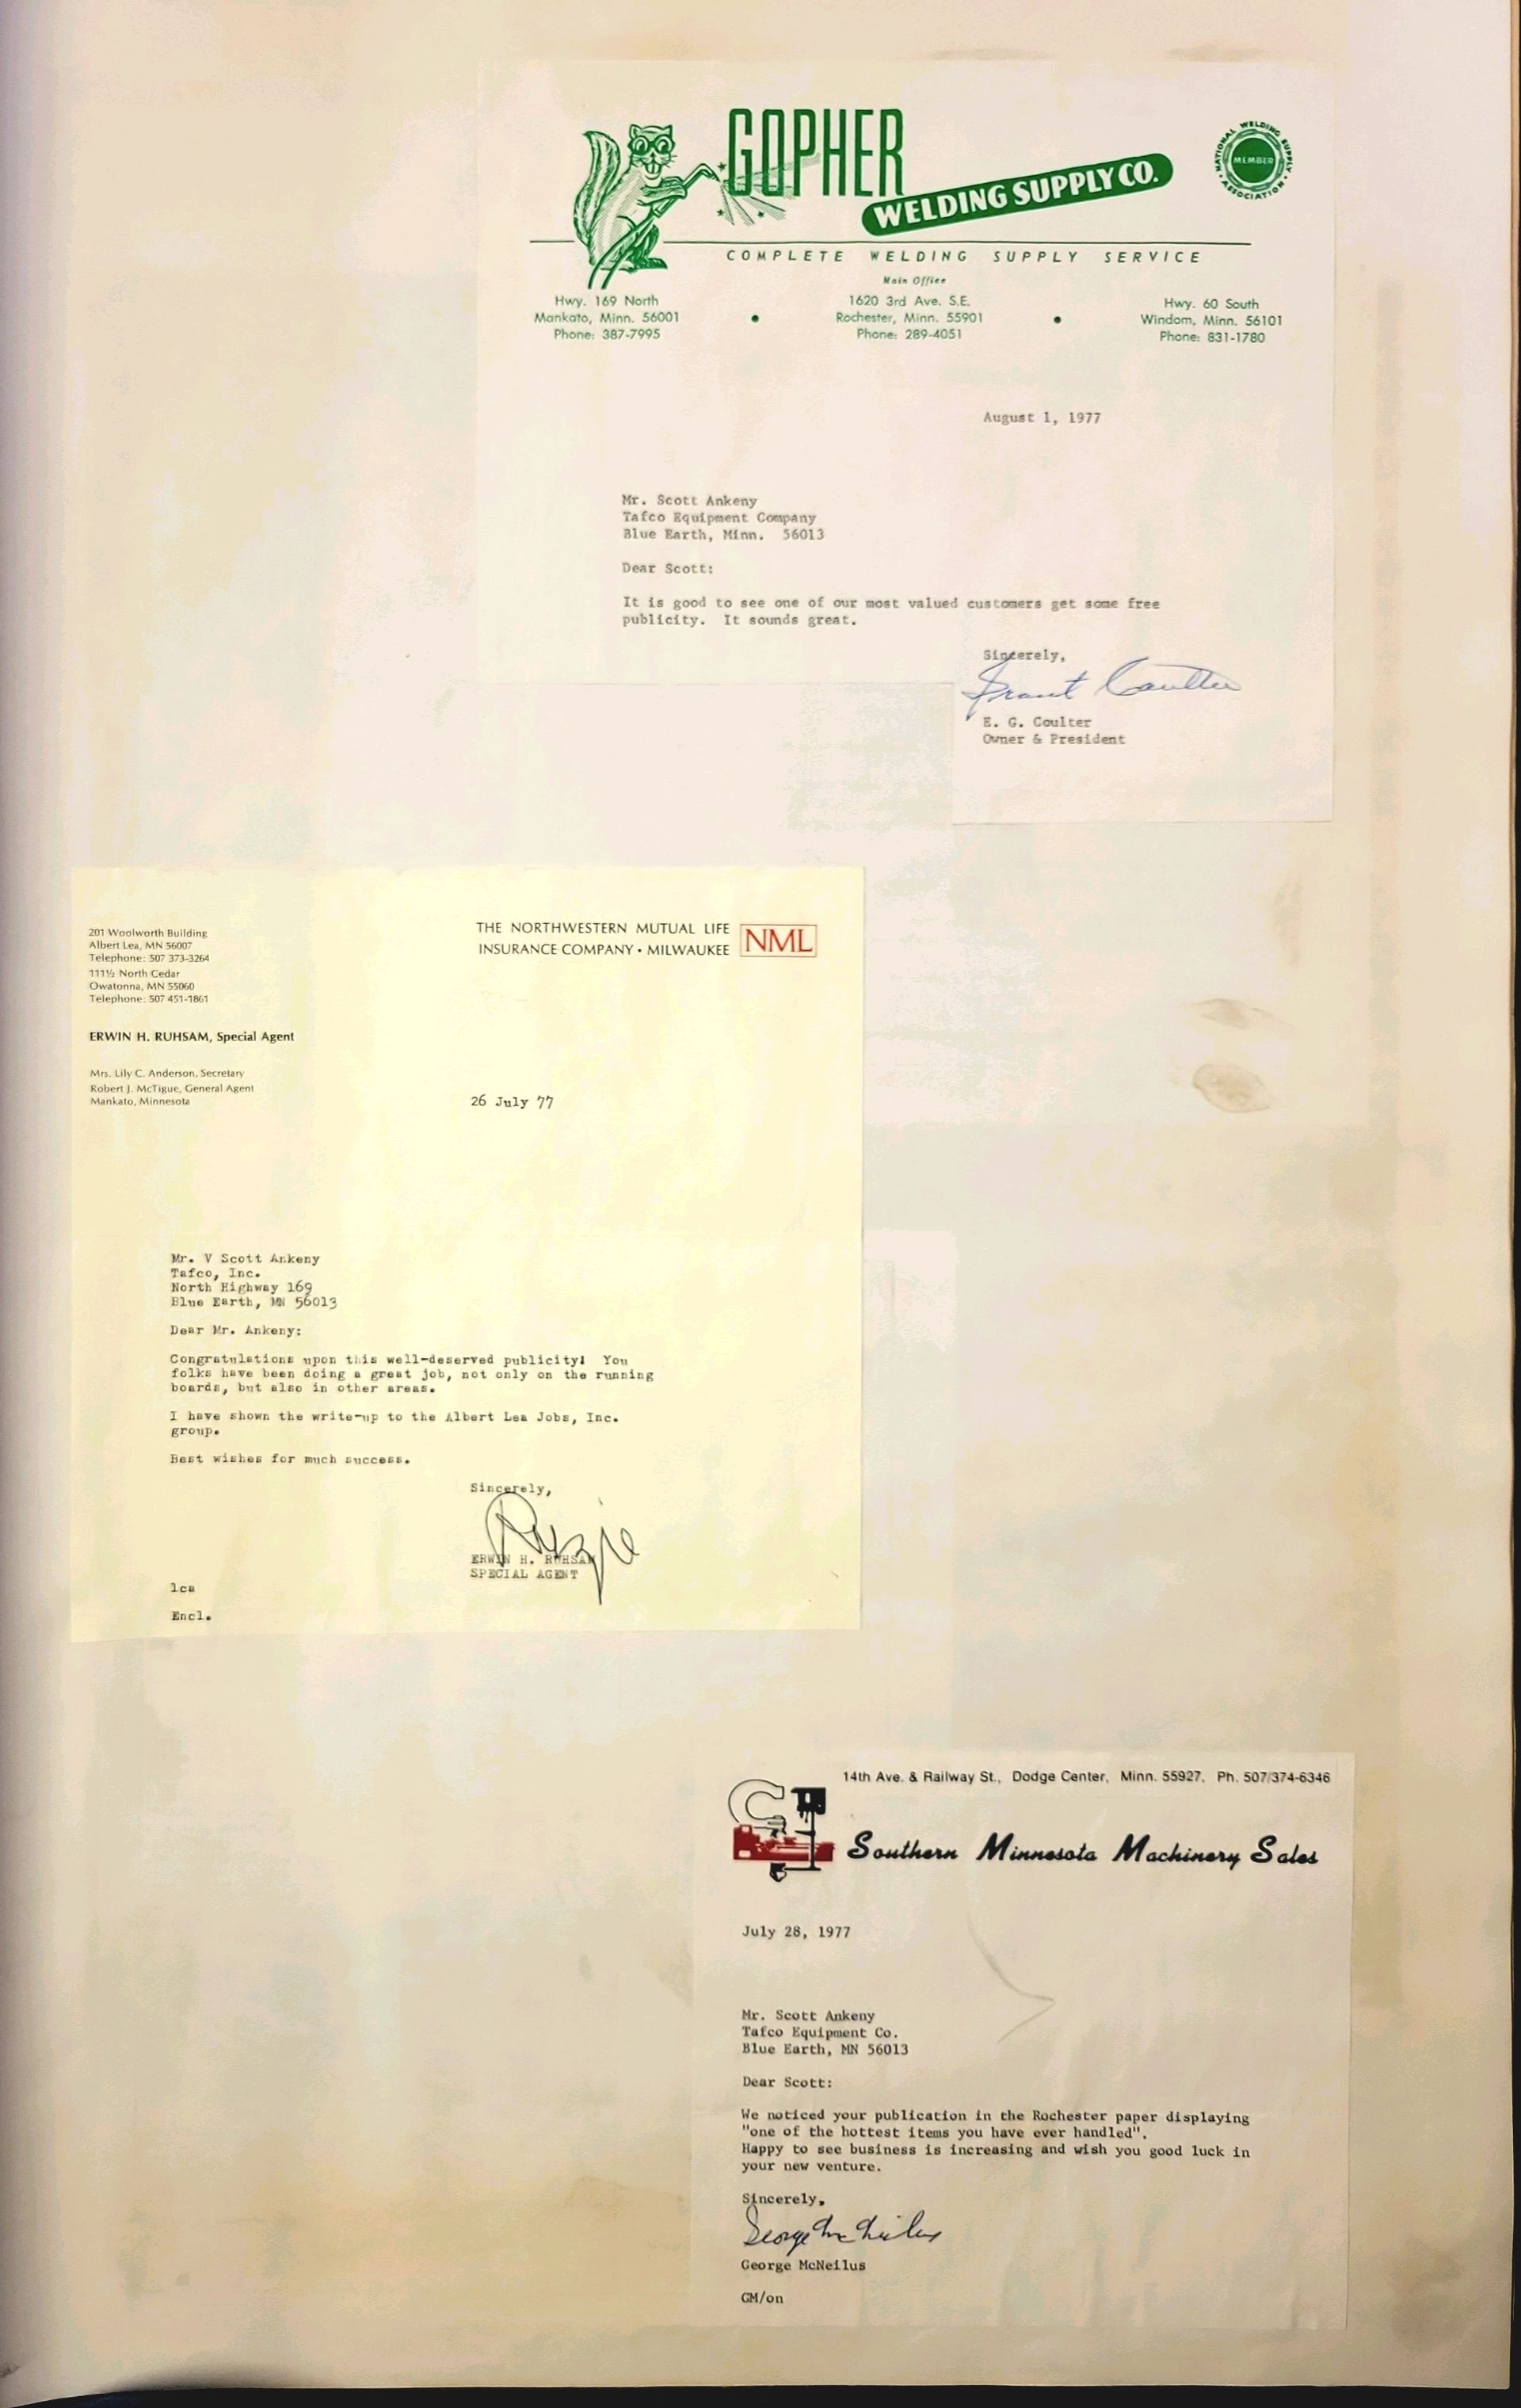 GOPHER
WELDING SUPPLY CO.
NATIONAL WELDING SUPPLY ASSOCIATION
MEMBER
COMPLETE WELDING SUPPLY SERVICE
Main Office
Hwy. 169 North
Mankato, Minn. 56001
Phone: 387-7995
1620 3rd Ave. S.E.
Rochester, Minn. 55901
Phone: 289-4051
Hwy. 60 South
Windom, Minn. 56101
Phone: 831-1780
August 1, 1977
Mr. Scott Ankeny
Tafco Equipment Company
Blue Earth, Minn. 56013
Dear Scott:
It is good to see one of our most valued customers get some free
publicity. It sounds great.
Sincerely,
Grant Coulter
E. G. Coulter
Owner & President
201 Woolworth Building
Albert Lea, MN 56007
Telephone: 507 373-3264
111½ North Cedar
Owatonna, MN 55060
Telephone: 507 451-1861
ERWIN H. RUHSAM, Special Agent
Mrs. Lily C. Anderson, Secretary
Robert J. McTigue, General Agent
Mankato, Minnesota
THE NORTHWESTERN MUTUAL LIFE
INSURANCE COMPANY • MILWAUKEE
NML
26 July 77
Mr. V Scott Ankeny
Tafco, Inc.
North Highway 169
Blue Earth, MN 56013
Dear Mr. Ankeny:
Congratulations upon this well-deserved publicity! You
folks have been doing a great job, not only on the running
boards, but also in other areas.
I have shown the write-up to the Albert Lea Jobs, Inc.
group.
Best wishes for much success.
Sincerely,
ERWIN H. RUHSAM
SPECIAL AGENT
lca
Encl.
14th Ave. & Railway St., Dodge Center, Minn. 55927, Ph. 507/374-6346
Southern Minnesota Machinery Sales
July 28, 1977
Mr. Scott Ankeny
Tafco Equipment Co.
Blue Earth, MN 56013
Dear Scott:
We noticed your publication in the Rochester paper displaying
"one of the hottest items you have ever handled".
Happy to see business is increasing and wish you good luck in
your new venture.
Sincerely,
George McNeilus
George McNeilus
GM/on